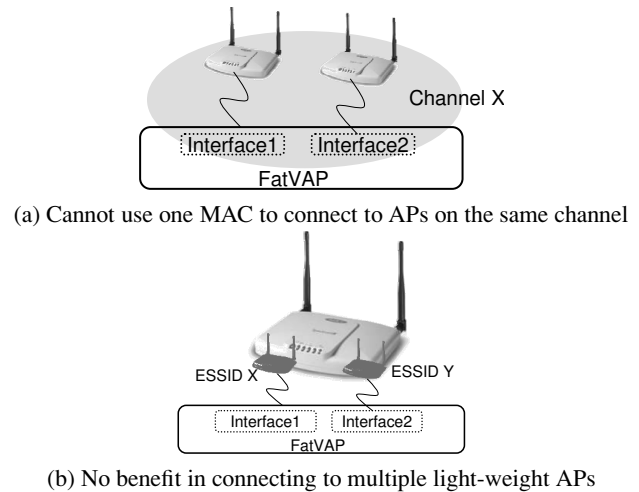 Channel X
Interface1 Interface2
FatVAP
(a) Cannot use one MAC to connect to APs on the same channel
ESSID X ESSID Y
Interface1 Interface2
FatVAP
(b) No benefit in connecting to multiple light-weight APs